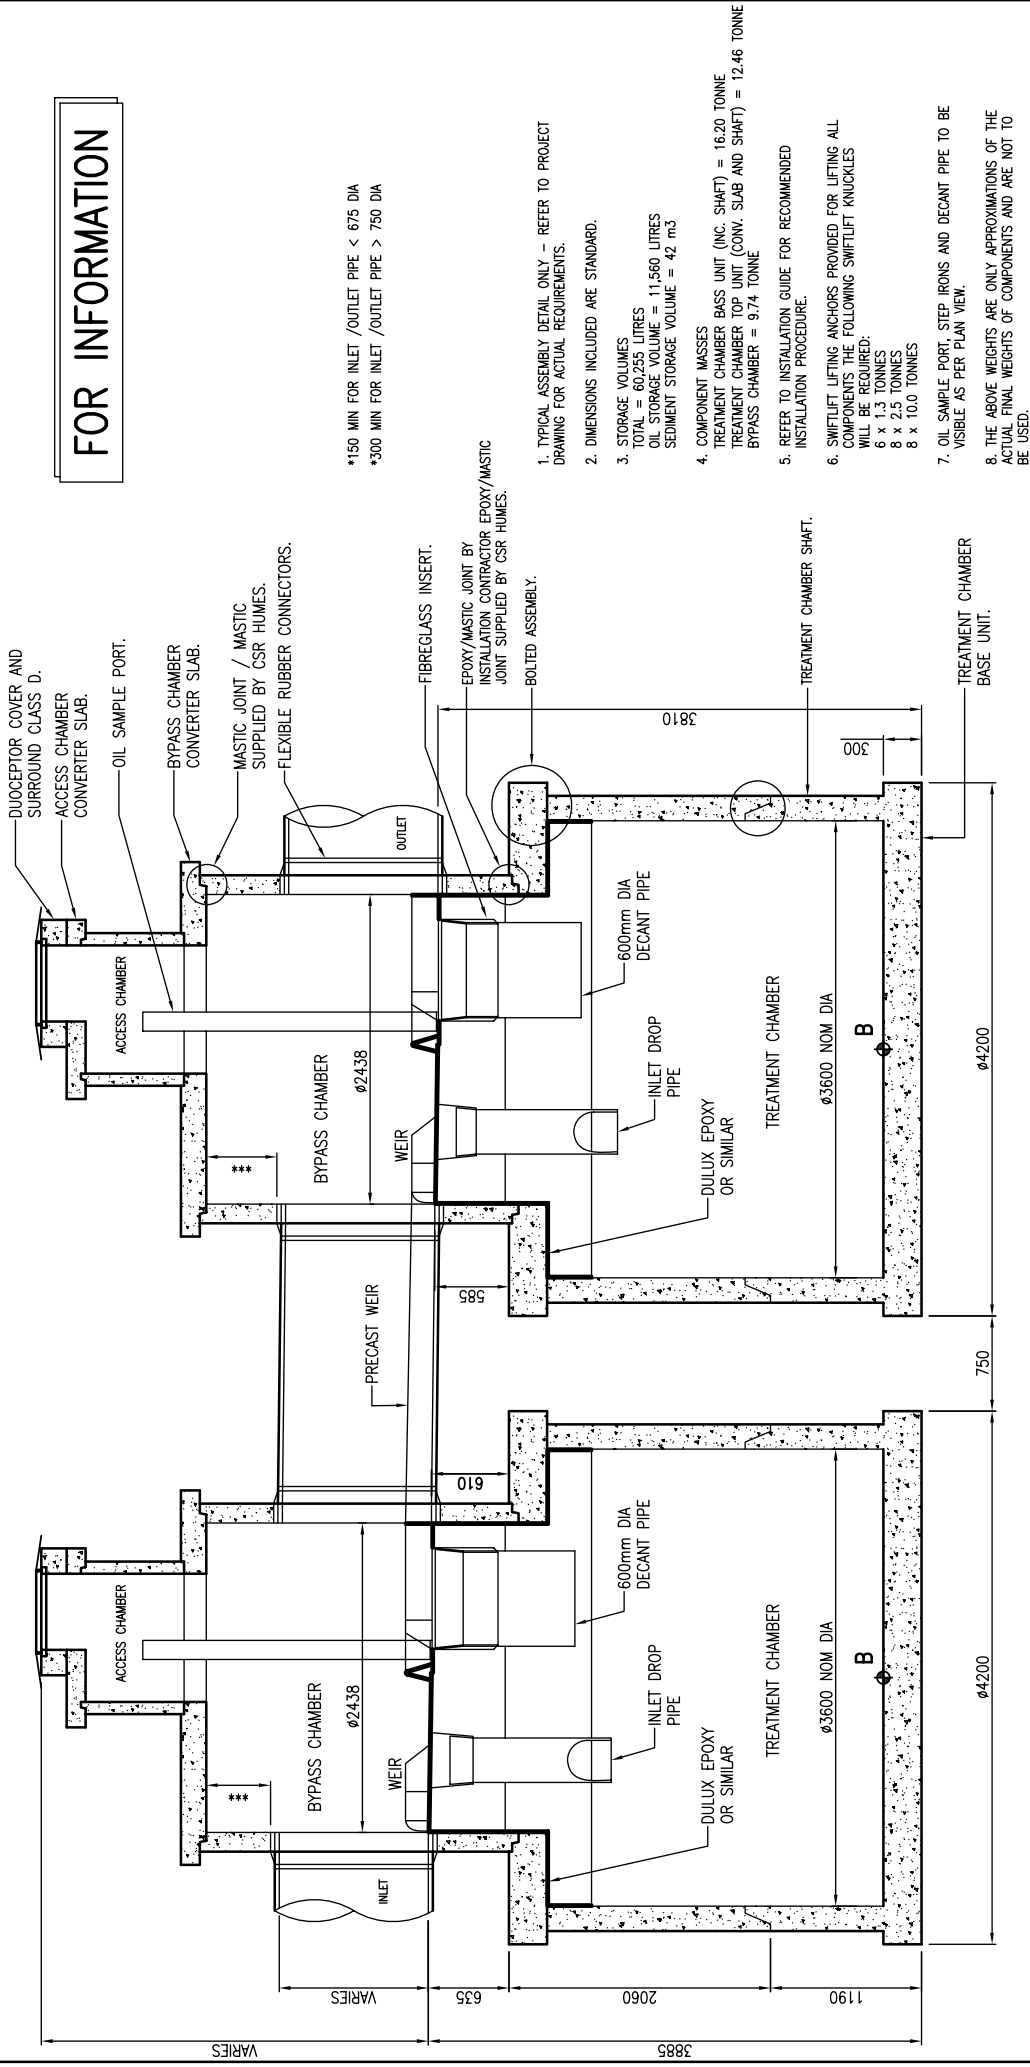 FOR INFORMATION
*150 MIN FOR INLET /OUTLET PIPE < 675 DIA
*300 MIN FOR INLET /OUTLET PIPE > 750 DIA
1. TYPICAL ASSEMBLY DETAIL ONLY – REFER TO PROJECT
DRAWING FOR ACTUAL REQUIREMENTS.
2. DIMENSIONS INCLUDED ARE STANDARD.
3. STORAGE VOLUMES
TOTAL = 60,255 LITRES
OIL STORAGE VOLUME = 11,560 LITRES
SEDIMENT STORAGE VOLUME = 42 m3
4. COMPONENT MASSES
TREATMENT CHAMBER BASS UNIT (INC. SHAFT) = 16.20 TONNE
TREATMENT CHAMBER TOP UNIT (CONV. SLAB AND SHAFT) = 12.46 TONNE
BYPASS CHAMBER = 9.74 TONNE
5. REFER TO INSTALLATION GUIDE FOR RECOMMENDED
INSTALLATION PROCEDURE.
6. SWIFTLIFT LIFTING ANCHORS PROVIDED FOR LIFTING ALL
COMPONENTS THE FOLLOWING SWIFTLIFT KNUCKLES
WILL BE REQUIRED:
6 x 1.3 TONNES
8 x 2.5 TONNES
8 x 10.0 TONNES
7. OIL SAMPLE PORT, STEP IRONS AND DECANT PIPE TO BE
VISIBLE AS PER PLAN VIEW.
8. THE ABOVE WEIGHTS ARE ONLY APPROXIMATIONS OF THE
ACTUAL FINAL WEIGHTS OF COMPONENTS AND ARE NOT TO
BE USED.
DUOCEPTOR COVER AND
SURROUND CLASS D.
ACCESS CHAMBER
CONVERTER SLAB.
OIL SAMPLE PORT.
BYPASS CHAMBER
CONVERTER SLAB.
MASTIC JOINT / MASTIC
SUPPLIED BY CSR HUMES.
FLEXIBLE RUBBER CONNECTORS.
FIBREGLASS INSERT.
EPOXY/MASTIC JOINT BY
INSTALLATION CONTRACTOR EPOXY/MASTIC
JOINT SUPPLIED BY CSR HUMES.
BOLTED ASSEMBLY.
TREATMENT CHAMBER SHAFT.
TREATMENT CHAMBER
BASE UNIT.
ACCESS CHAMBER
***
BYPASS CHAMBER
ø2438
WEIR
OUTLET
600mm DIA
DECANT PIPE
INLET DROP
PIPE
DULUX EPOXY
OR SIMILAR
TREATMENT CHAMBER
ø3600 NOM DIA
B
ø4200
3810
300
585
PRECAST WEIR
750
610
ACCESS CHAMBER
***
BYPASS CHAMBER
ø2438
WEIR
INLET
600mm DIA
DECANT PIPE
INLET DROP
PIPE
DULUX EPOXY
OR SIMILAR
TREATMENT CHAMBER
ø3600 NOM DIA
B
ø4200
VARIES
635
2060
1190
VARIES
3885